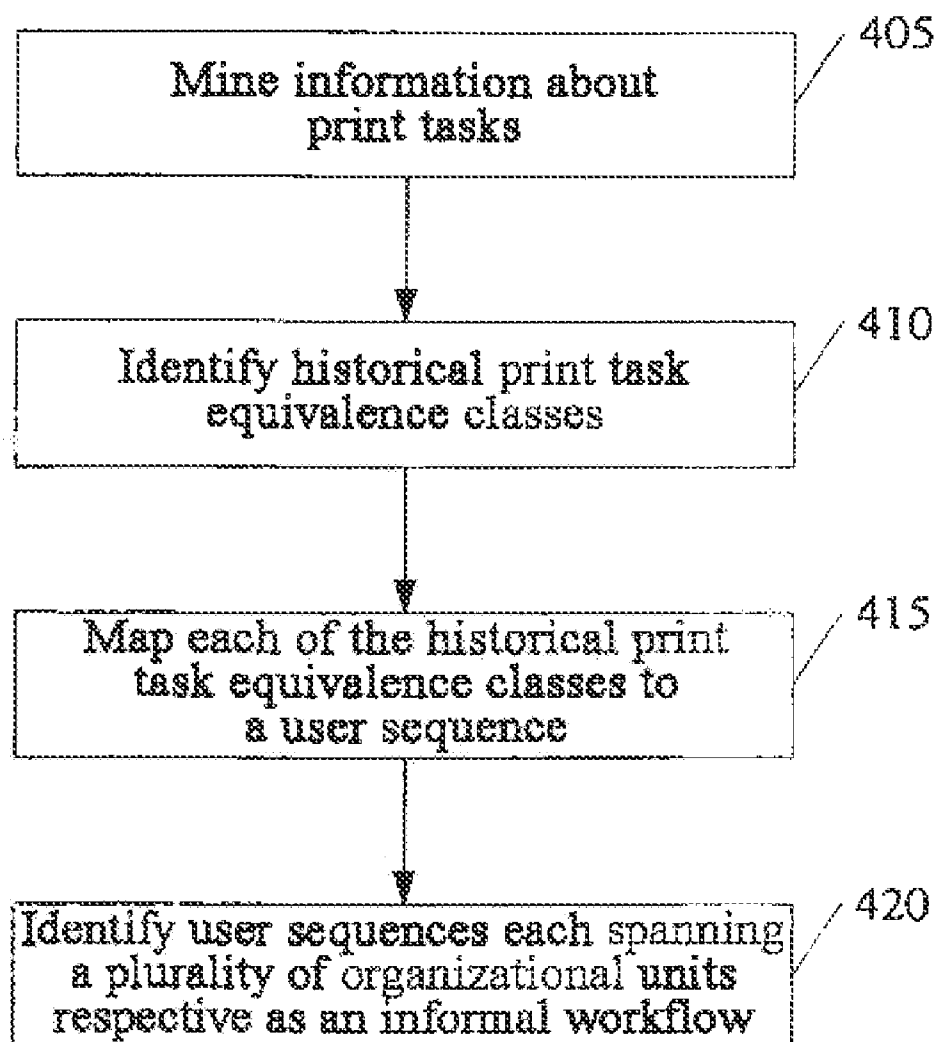 405
Mine information about
print tasks
410
Identify historical print task
equivalence classes
415
Map each of the historical print
task equivalence classes to
a user sequence
420
Identify user sequences each spanning
a plurality of organizational units
respective as an informal workflow